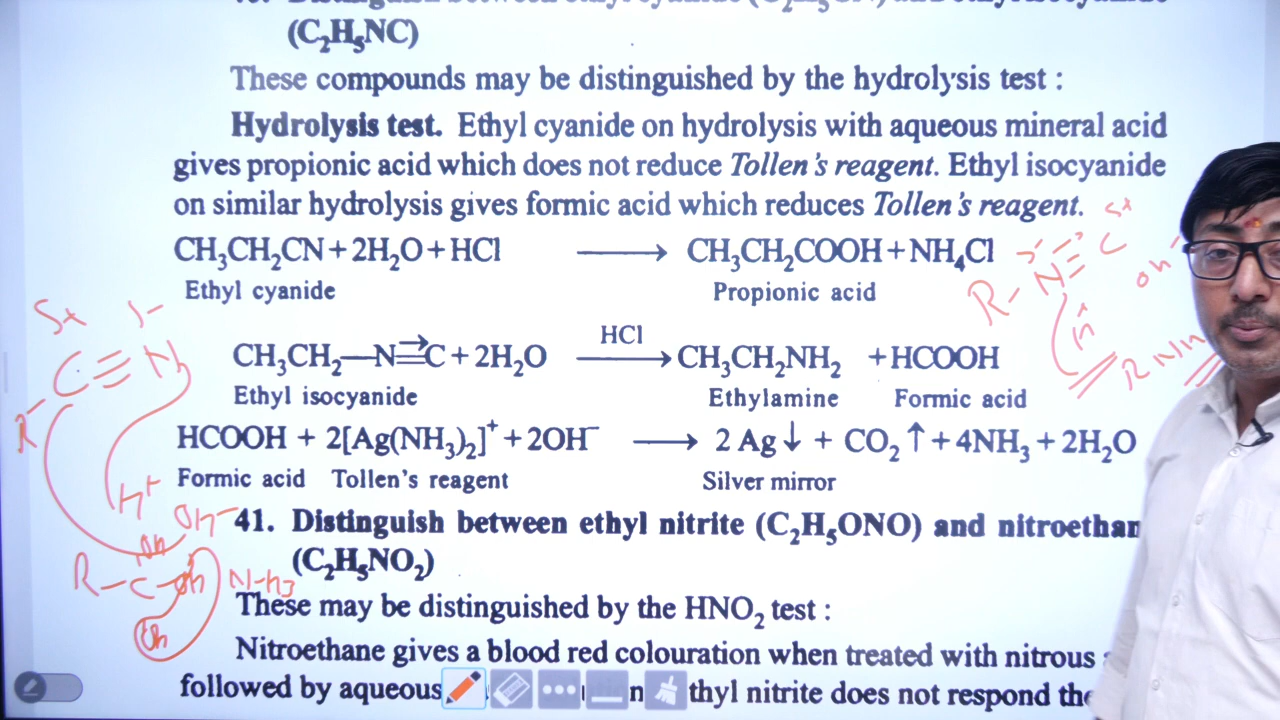 (C₂H₅NC)
These compounds may be distinguished by the hydrolysis test :
Hydrolysis test. Ethyl cyanide on hydrolysis with aqueous mineral acid
gives propionic acid which does not reduce Tollen's reagent. Ethyl isocyanide
on similar hydrolysis gives formic acid which reduces Tollen's reagent.
CH₃CH₂CN + 2H₂O + HCl ⟶ CH₃CH₂COOH + NH₄Cl
Ethyl cyanide Propionic acid
CH₃CH₂—N≡C + 2H₂O HCl ⟶ CH₃CH₂NH₂ + HCOOH
Ethyl isocyanide Ethylamine Formic acid
HCOOH + 2[Ag(NH₃)₂]⁺ + 2OH⁻ ⟶ 2 Ag ↓ + CO₂ ↑ + 4NH₃ + 2H₂O
Formic acid Tollen's reagent Silver mirror
41. Distinguish between ethyl nitrite (C₂H₅ONO) and
(C₂H₅NO₂)
These may be distinguished by the HNO₂ test :
Nitroethane gives a blood red colouration when treated with nitrous
followed by aqueous thyl nitrite does not respond
R-C≡N
H⁺
OH⁻
R-N≡C